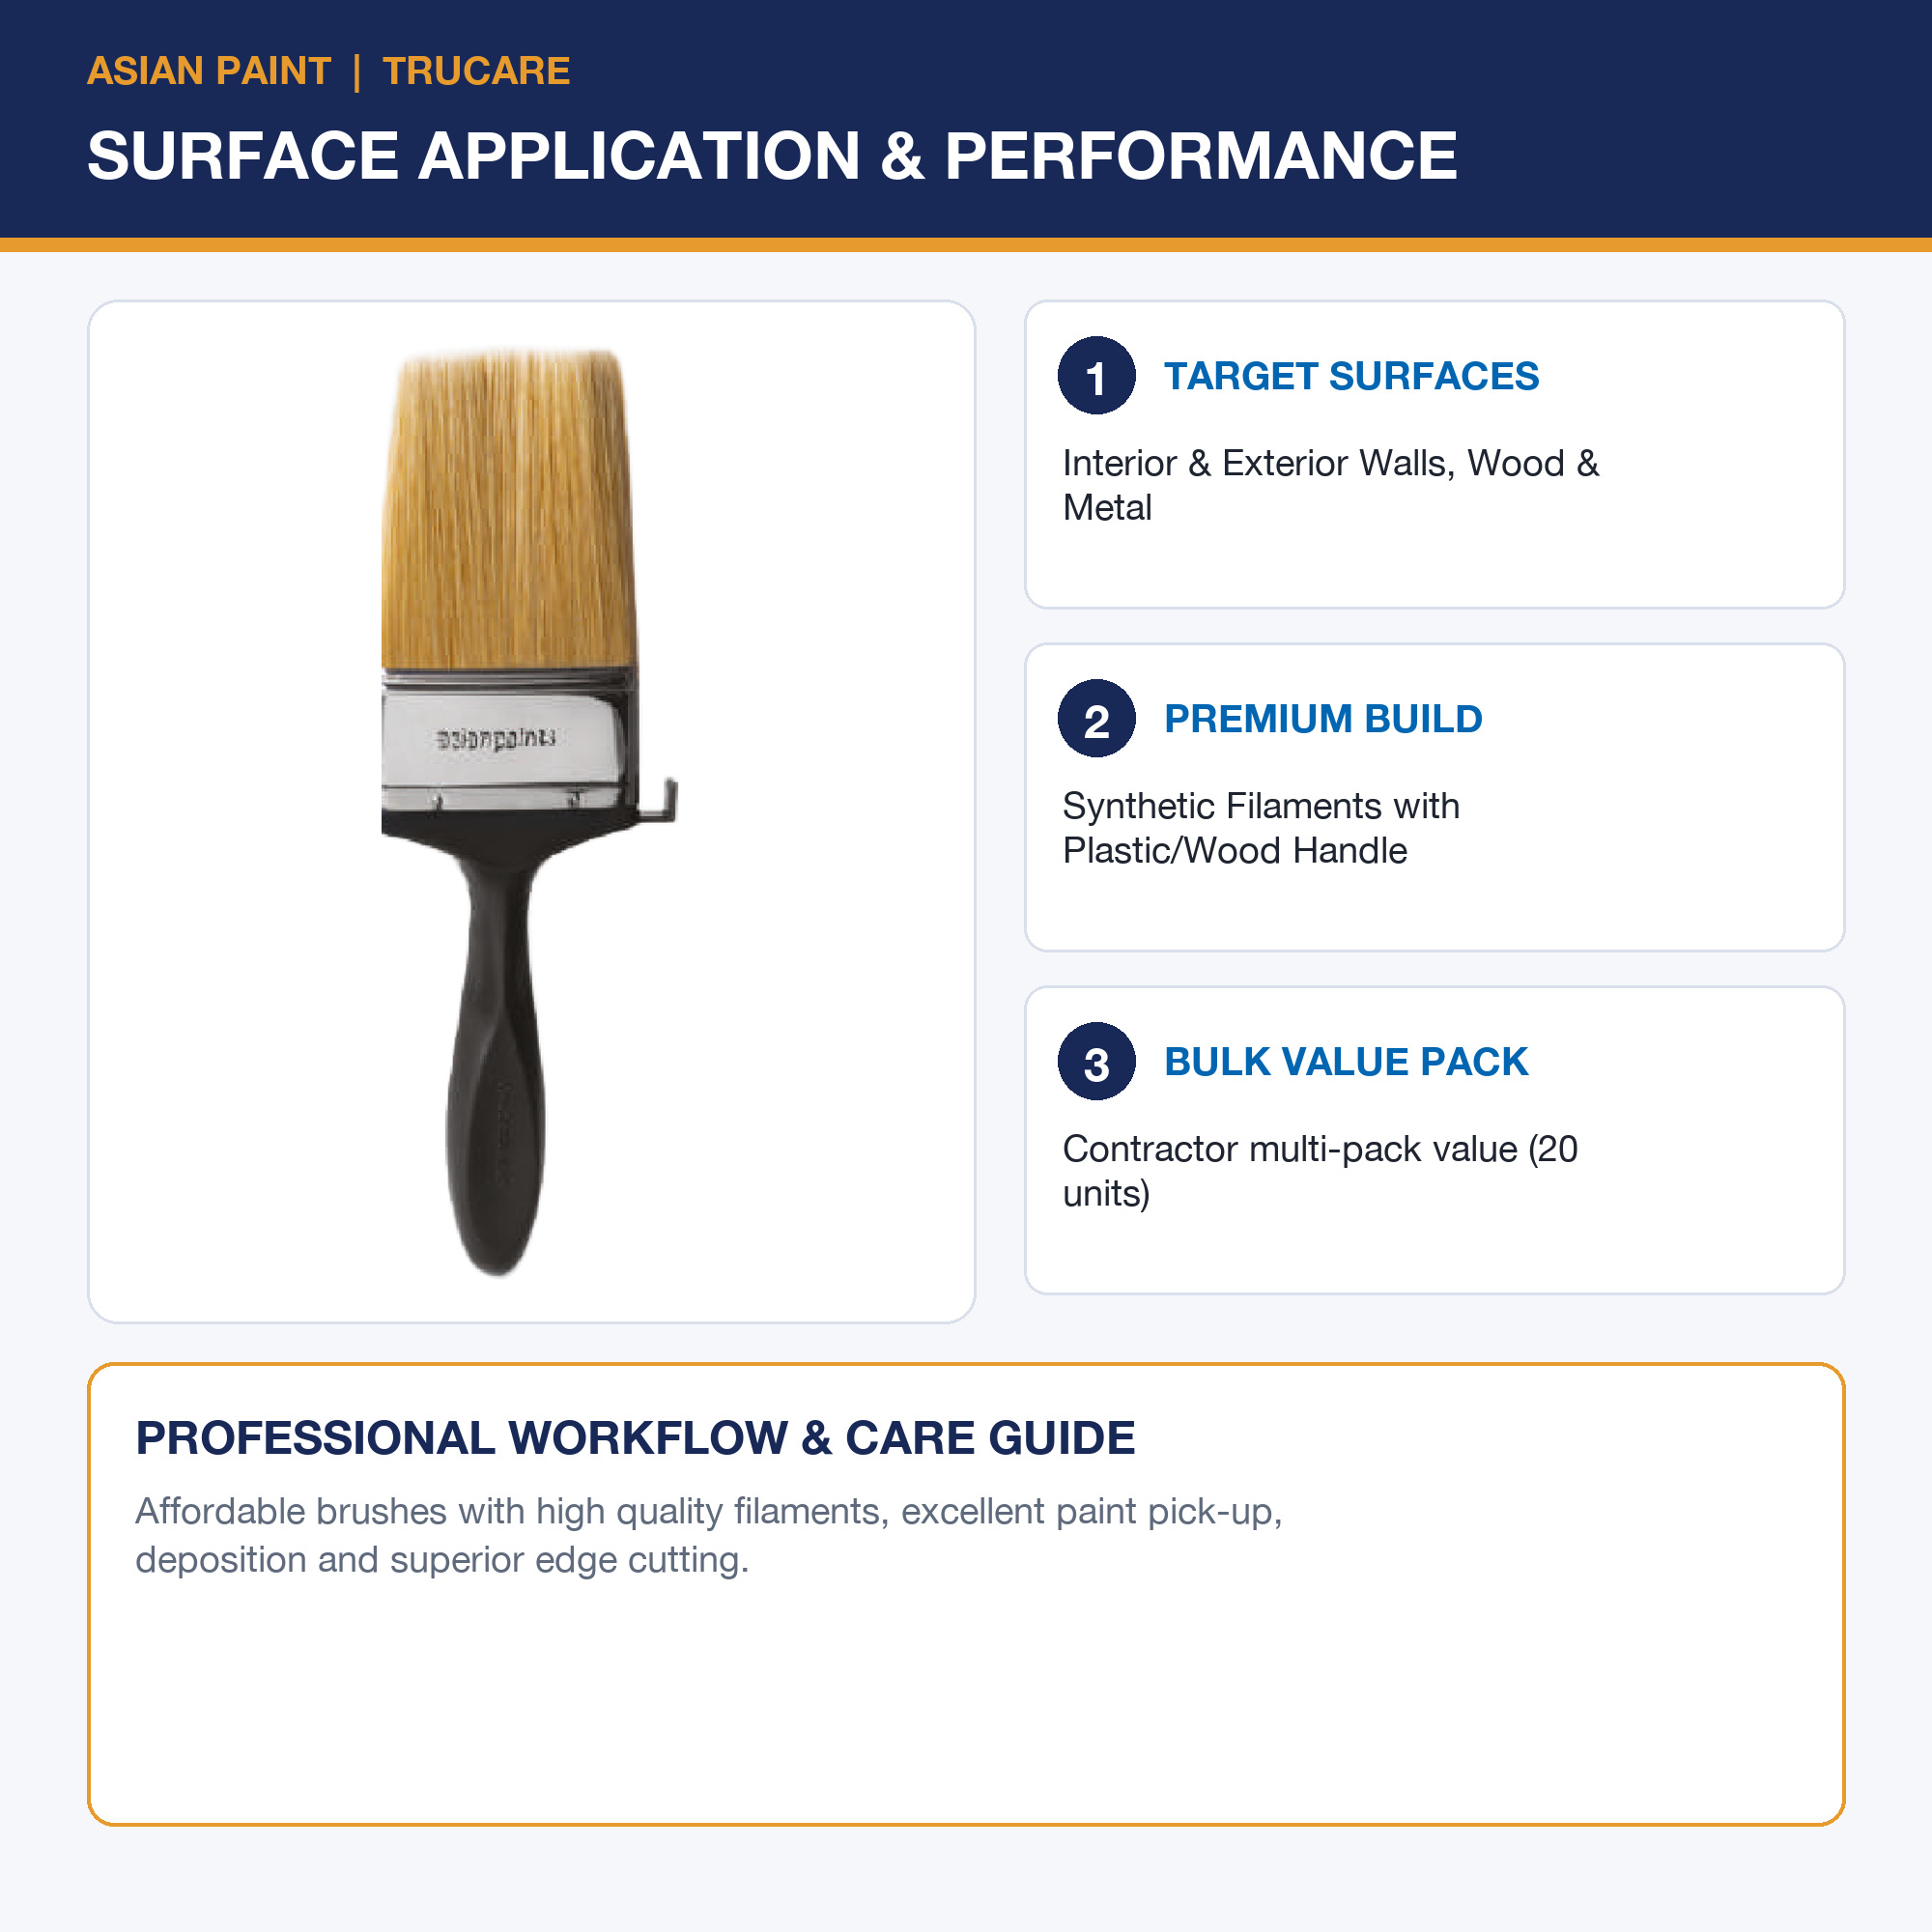 ASIAN PAINT | TRUCARE
SURFACE APPLICATION & PERFORMANCE
asianpaints
1 TARGET SURFACES
Interior & Exterior Walls, Wood &
Metal
2 PREMIUM BUILD
Synthetic Filaments with
Plastic/Wood Handle
3 BULK VALUE PACK
Contractor multi-pack value (20
units)
PROFESSIONAL WORKFLOW & CARE GUIDE
Affordable brushes with high quality filaments, excellent paint pick-up,
deposition and superior edge cutting.